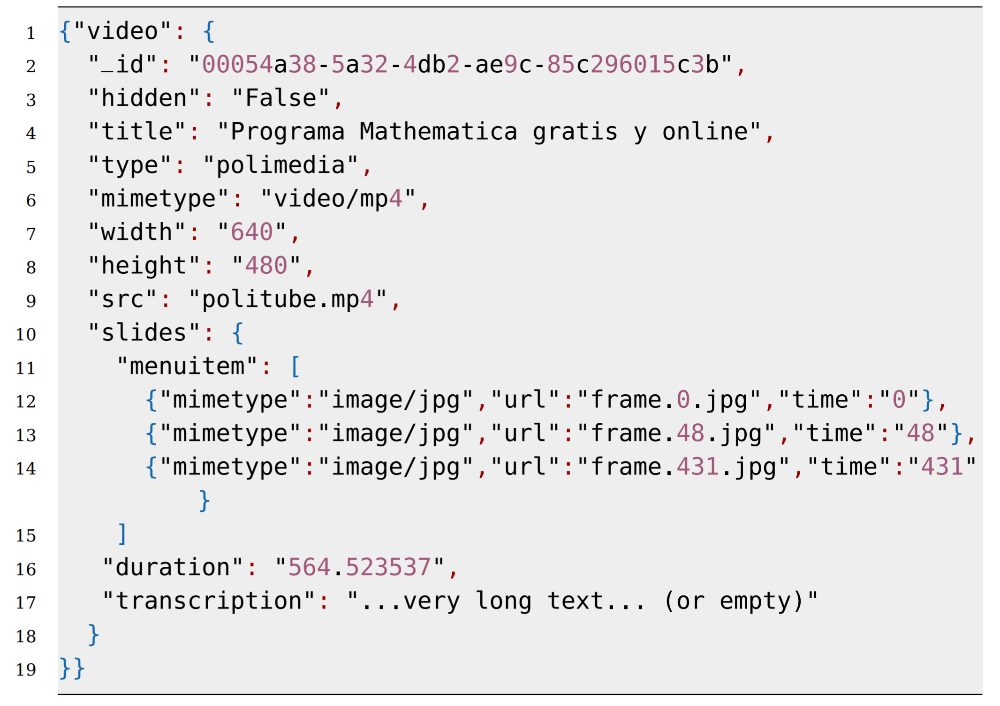 1 {"video": {
2   "_id": "00054a38-5a32-4db2-ae9c-85c296015c3b",
3   "hidden": "False",
4   "title": "Programa Mathematica gratis y online",
5   "type": "polimedia",
6   "mimetype": "video/mp4",
7   "width": "640",
8   "height": "480",
9   "src": "politube.mp4",
10   "slides": {
11     "menuitem": [
12       {"mimetype":"image/jpg","url":"frame.0.jpg","time":"0"},
13       {"mimetype":"image/jpg","url":"frame.48.jpg","time":"48"},
14       {"mimetype":"image/jpg","url":"frame.431.jpg","time":"431"
          }
15     ]
16    "duration": "564.523537",
17    "transcription": "...very long text... (or empty)"
18   }
19 }}